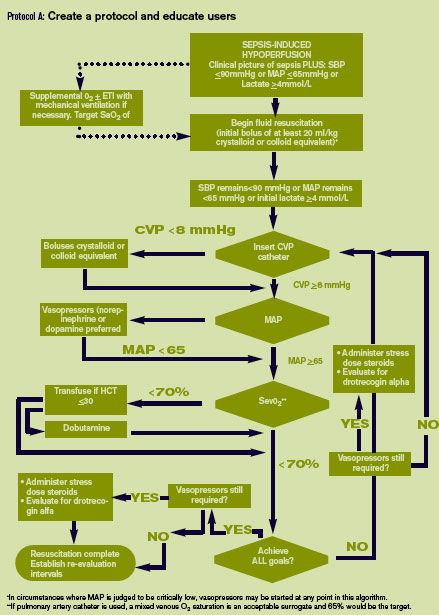 Protocol A: Create a protocol and educate users
SEPSIS-INDUCED
HYPOPERFUSION
Clinical picture of sepsis PLUS: SBP
≤90mmHg or MAP ≤65mmHg or
Lactate ≥4mmol/L
Supplemental 02 ± ETI with
mechanical ventilation if
necessary. Target SaO2 of
Begin fluid resuscitation
(initial bolus of at least 20 ml/kg
crystalloid or colloid equivalent)*
SBP remains<90 mmHg or MAP remains
<65 mmHg or initial lactate ≥4 mmol/L
CVP <8 mmHg
Boluses crystalloid or
colloid equivalent
Insert CVP
catheter
CVP ≥8 mmHg
Vasopressors (norep-
inephrine or
dopamine preferred
MAP
MAP < 65
MAP ≥65
• Administer stress
dose steroids
• Evaluate for
drotrecogin alpha
Transfuse if HCT
≤30
<70%
Sev02**
Dobutamine
YES
NO
<70%
Vasopressors still
required?
• Administer stress
dose steroids
• Evaluate for drotreco-
gin alfa
YES
Vasopressors still
required?
YES
NO
NO
Resuscitation complete
Establish re-evaluation
intervals
Achieve
ALL goals?
*In circumstances where MAP is judged to be critically low, vasopressors may be started at any point in this algorithm.
**If pulmonary artery catheter is used, a mixed venous O2 saturation is an acceptable surrogate and 65% would be the target.